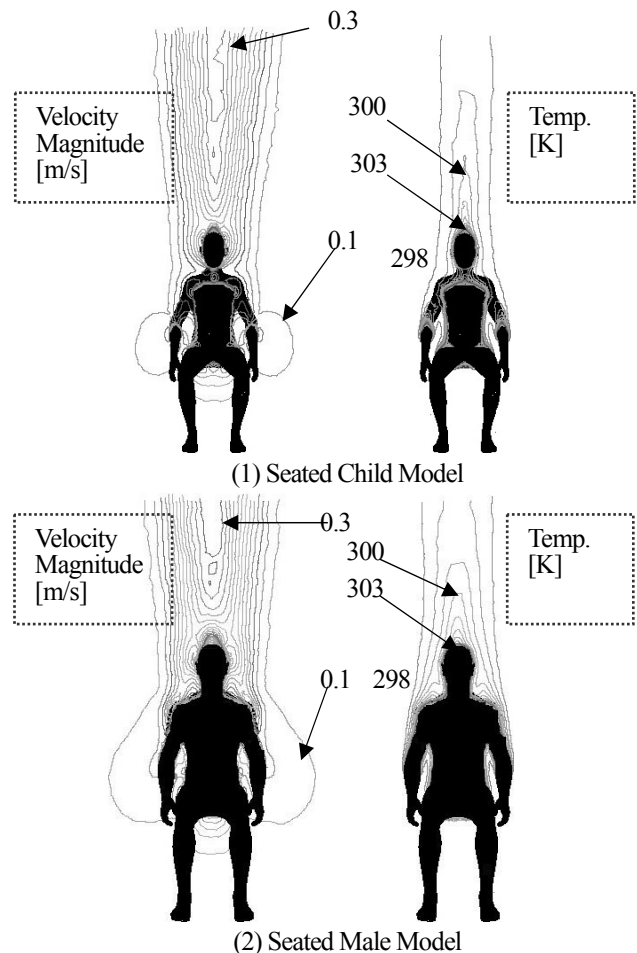 0.3
Velocity
Magnitude
[m/s]
300
Temp.
[K]
303
0.1
298
(1) Seated Child Model
Velocity
Magnitude
[m/s]
0.3
Temp.
[K]
300
303
0.1
298
(2) Seated Male Model